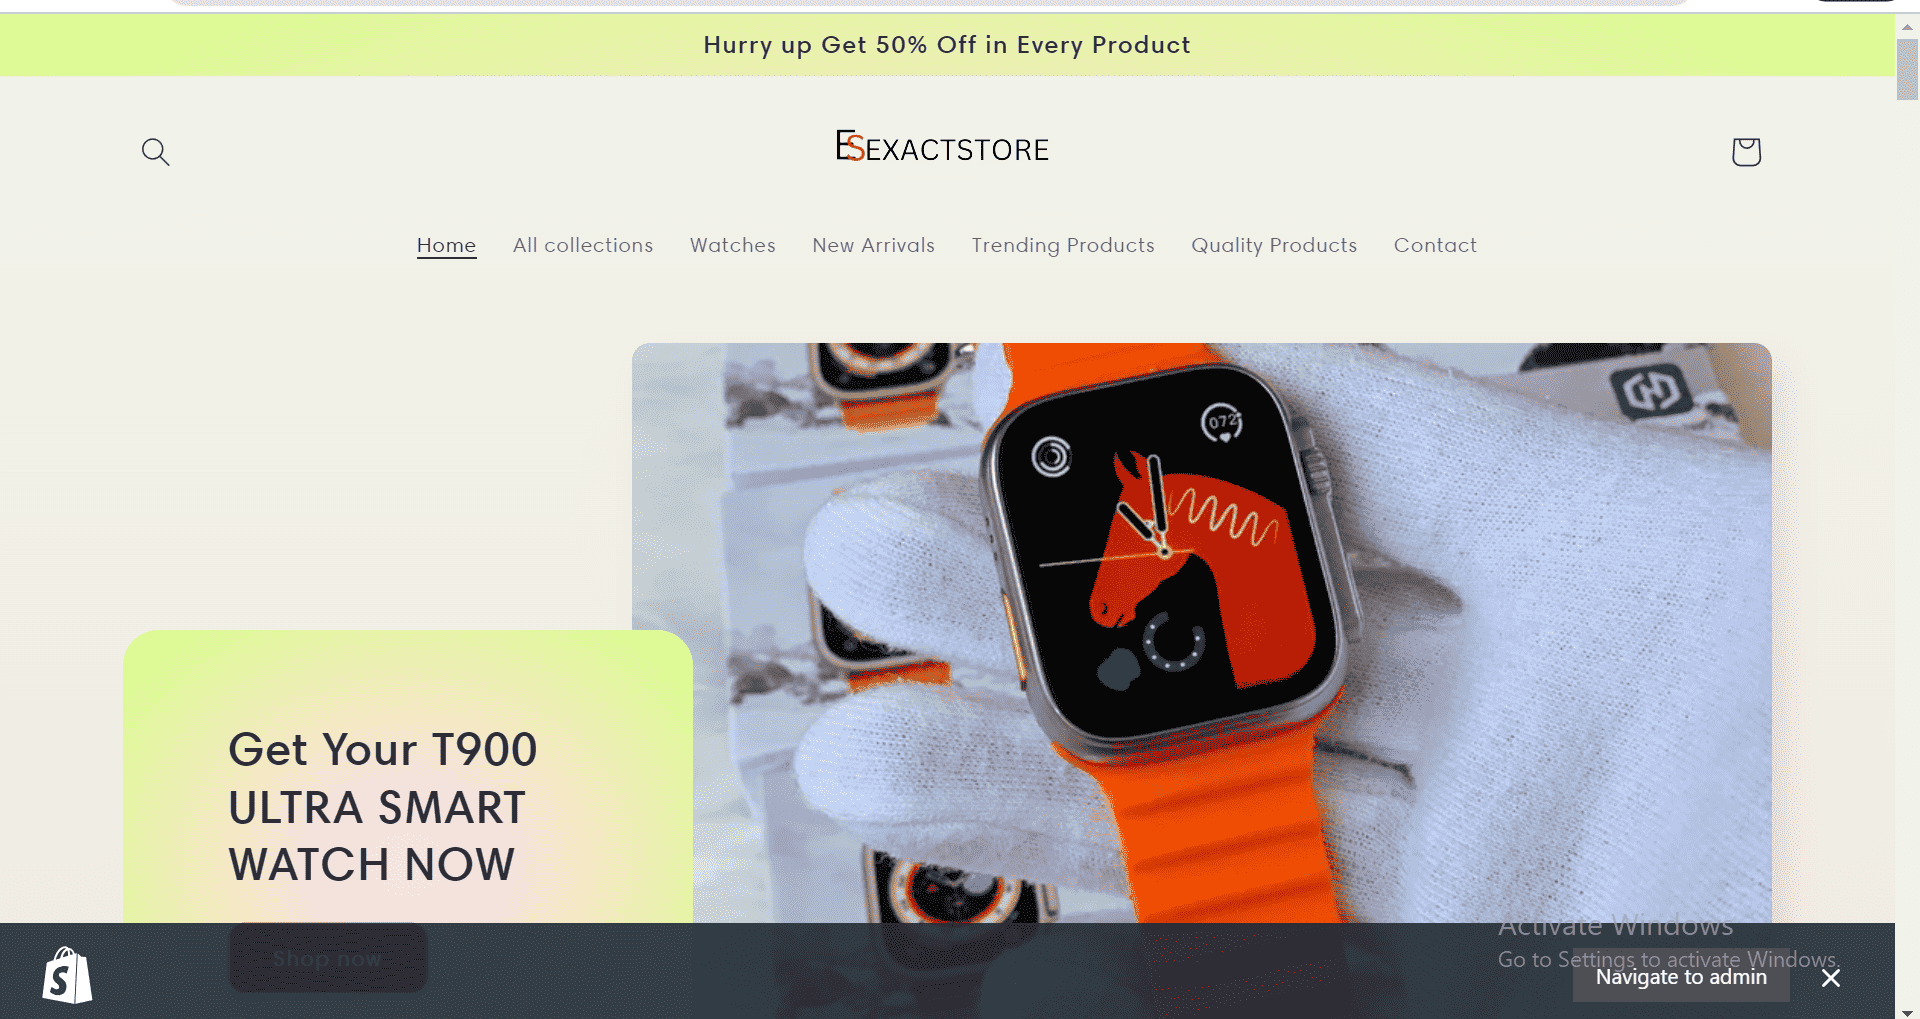 Hurry up Get 50% Off in Every Product
ES EXACTSTORE
Home All collections Watches New Arrivals Trending Products Quality Products Contact
072
Get Your T900
ULTRA SMART
WATCH NOW
Shop now
Activate Windows
Go to Settings to activate Windows.
Navigate to admin